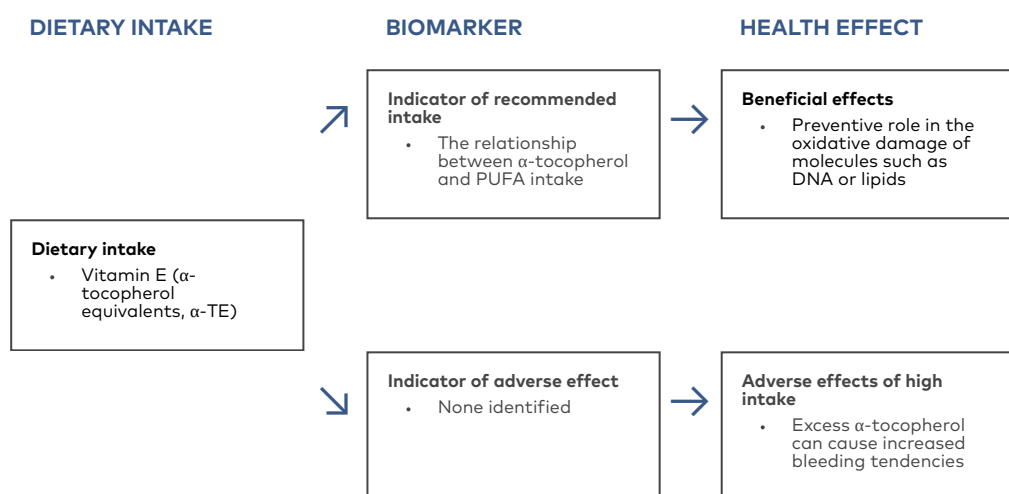 DIETARY INTAKE
BIOMARKER
HEALTH EFFECT
Dietary intake
• Vitamin E (α-
tocopherol
equivalents, α-TE)
Indicator of recommended
intake
• The relationship
between α-tocopherol
and PUFA intake
Beneficial effects
• Preventive role in the
oxidative damage of
molecules such as
DNA or lipids
Indicator of adverse effect
• None identified
Adverse effects of high
intake
• Excess α-tocopherol
can cause increased
bleeding tendencies